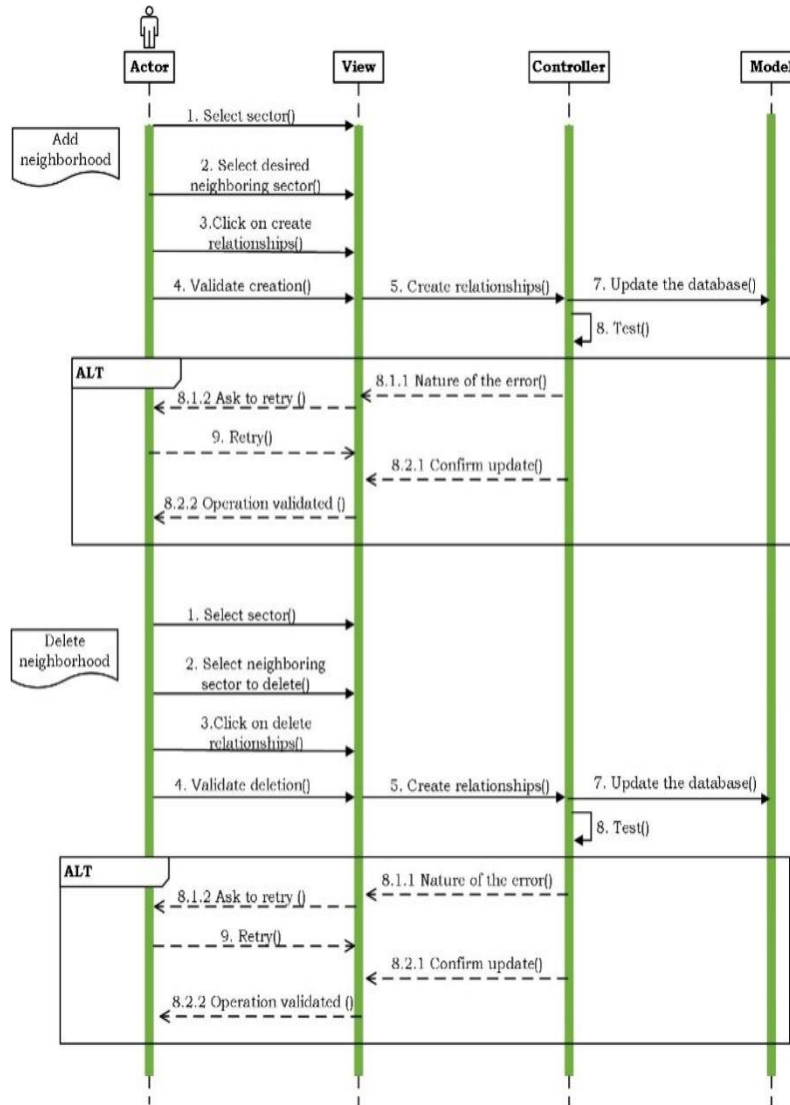 Actor
View
Controller
Model
Add
neighborhood
1. Select sector()
2. Select desired
neighboring sector()
3.Click on create
relationships()
4. Validate creation()
5. Create relationships()
7. Update the database()
8. Test()
ALT
8.1.1 Nature of the error()
8.1.2 Ask to retry ()
9. Retry()
8.2.1 Confirm update()
8.2.2 Operation validated ()
Delete
neighborhood
1. Select sector()
2. Select neighboring
sector to delete()
3.Click on delete
relationships()
4. Validate deletion()
5. Create relationships()
7. Update the database()
8. Test()
ALT
8.1.1 Nature of the error()
8.1.2 Ask to retry ()
9. Retry()
8.2.1 Confirm update()
8.2.2 Operation validated ()